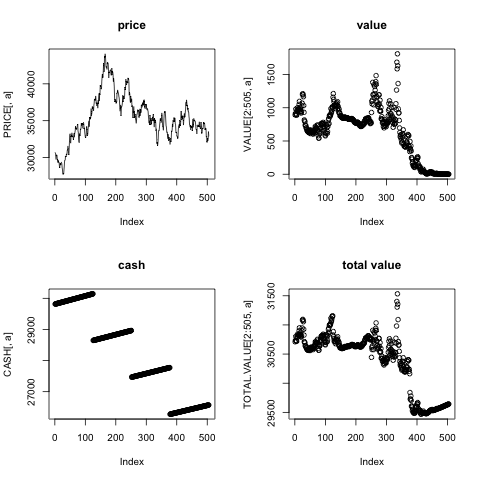 price
PRICE[, a]
30000 35000 40000
0 100 200 300 400 500
Index
value
VALUE[2:505, a]
0 500 1000 1500
0 100 200 300 400 500
Index
cash
CASH[, a]
27000 29000
0 100 200 300 400 500
Index
total value
TOTAL.VALUE[2:505, a]
29500 30500 31500
0 100 200 300 400 500
Index